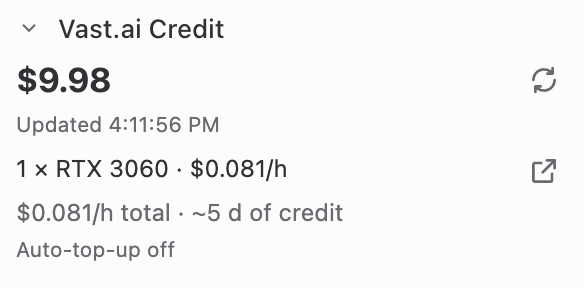 Vast.ai Credit
$9.98
Updated 4:11:56 PM
1 × RTX 3060 · $0.081/h
$0.081/h total · ~5 d of credit
Auto-top-up off